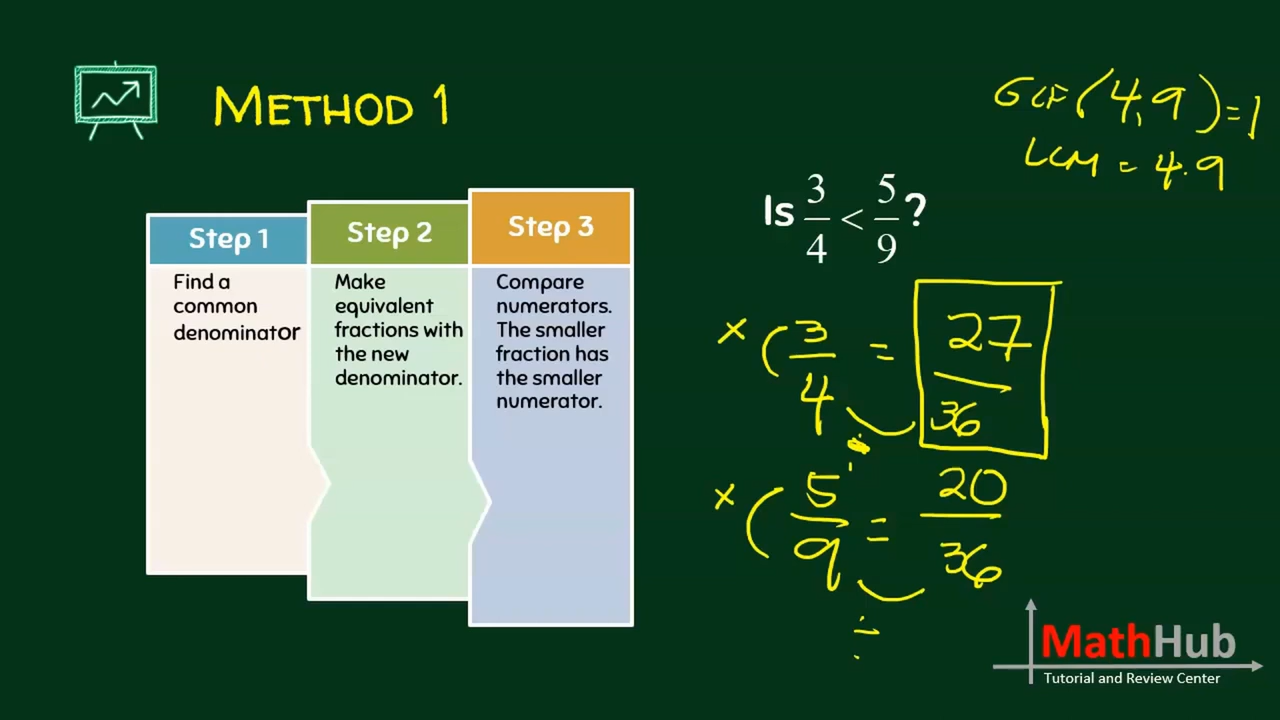 METHOD 1
GCF(4,9)=1
LCM = 4·9
Step 1
Find a
common
denominator
Step 2
Make
equivalent
fractions with
the new
denominator.
Step 3
Compare
numerators.
The smaller
fraction has
the smaller
numerator.
Is 3/4 < 5/9?
× ( 3/4 = 27/36
÷
× ( 5/9 = 20/36
÷
MathHub
Tutorial and Review Center